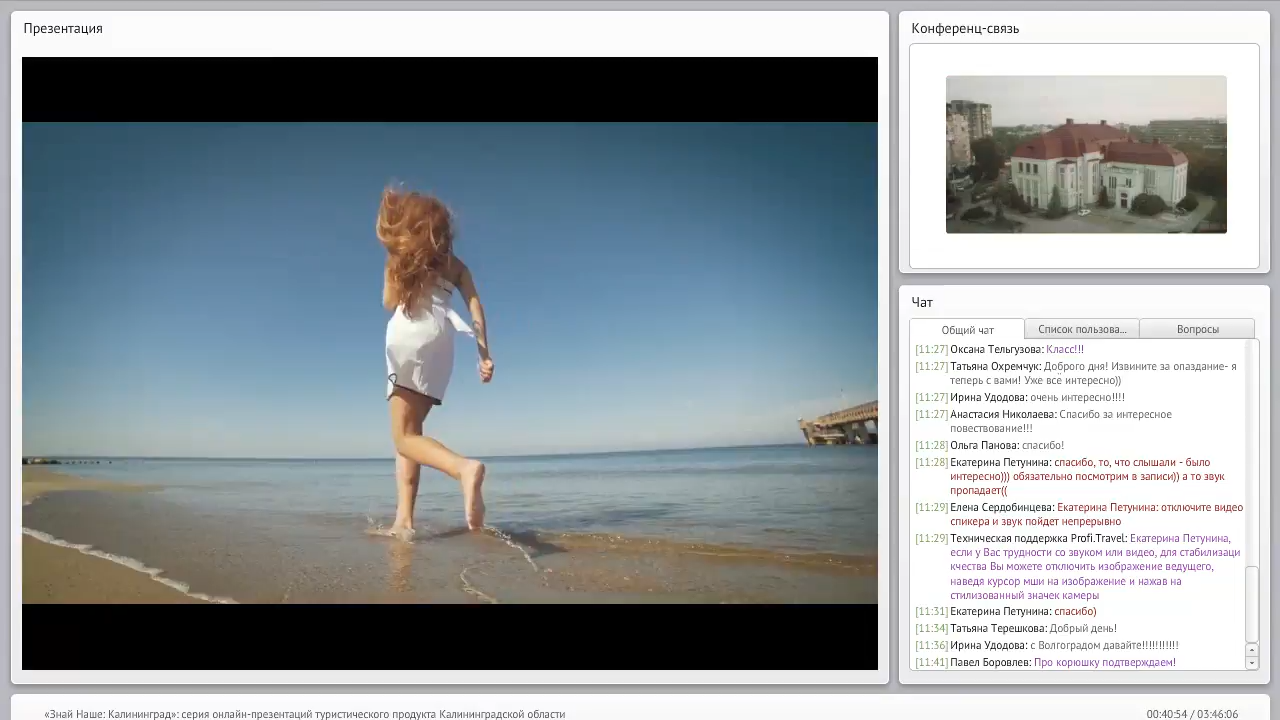 Презентация
Конференц-связь
Чат
Общий чат
Список пользова...
Вопросы
[11:27] Оксана Тельгузова: Класс!!!
[11:27] Татьяна Охремчук: Доброго дня! Извините за опаздание- я
теперь с вами! Уже всё интересно))
[11:27] Ирина Удодова: очень интересно!!!!
[11:27] Анастасия Николаева: Спасибо за интересное
повествование!!!
[11:28] Ольга Панова: спасибо!
[11:28] Екатерина Петунина: спасибо, то, что слышали - было
интересно))) обязательно посмотрим в записи)) а то звук
пропадает((
[11:29] Елена Сердобинцева: Екатерина Петунина: отключите видео
спикера и звук пойдет непрерывно
[11:29] Техническая поддержка Profi.Travel: Екатерина Петунина,
если у Вас трудности со звуком или видео, для стабилизаци
кчества Вы можете отключить изображение ведущего,
наведя курсор мши на изображение и нажав на
стилизованный значек камеры
[11:31] Екатерина Петунина: спасибо)
[11:34] Татьяна Терешкова: Добрый день!
[11:36] Ирина Удодова: с Волгоградом давайте!!!!!!!!!!!
[11:41] Павел Боровлев: Про корюшку подтверждаем!
«Знай Наше: Калининград»: серия онлайн-презентаций туристического продукта Калининградской области
00:40:54 / 03:46:06